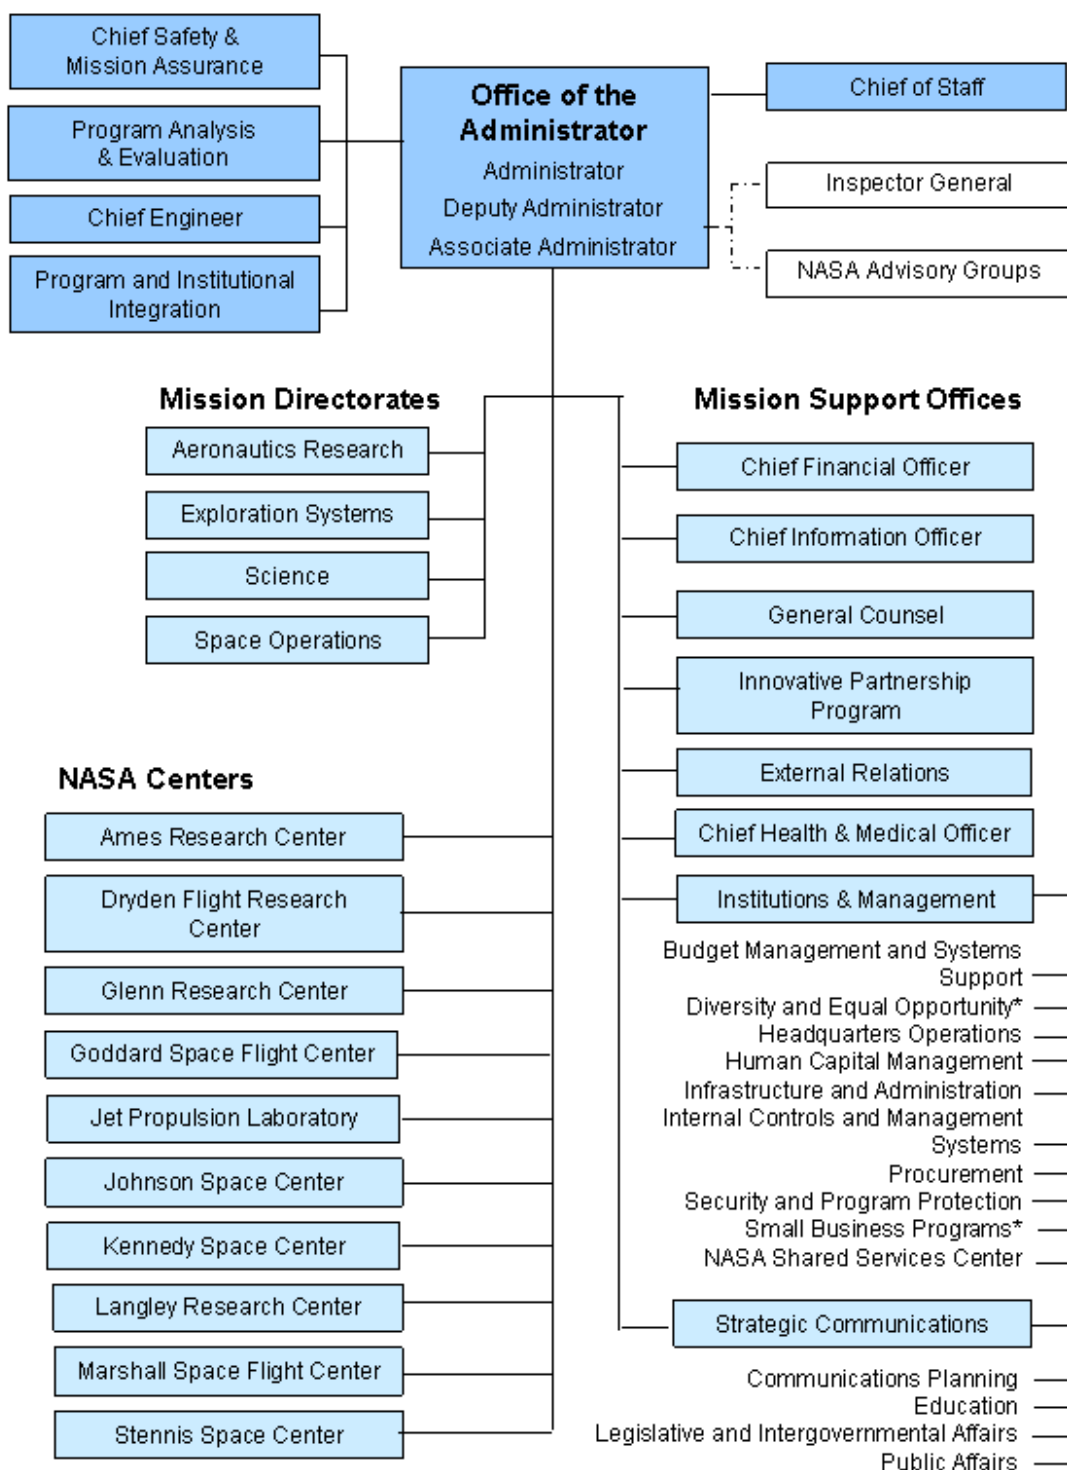 Chief Safety &
Mission Assurance
Program Analysis
& Evaluation
Chief Engineer
Program and Institutional
Integration
Office of the
Administrator
Administrator
Deputy Administrator
Associate Administrator
Chief of Staff
Inspector General
NASA Advisory Groups
Mission Directorates
Aeronautics Research
Exploration Systems
Science
Space Operations
NASA Centers
Ames Research Center
Dryden Flight Research
Center
Glenn Research Center
Goddard Space Flight Center
Jet Propulsion Laboratory
Johnson Space Center
Kennedy Space Center
Langley Research Center
Marshall Space Flight Center
Stennis Space Center
Mission Support Offices
Chief Financial Officer
Chief Information Officer
General Counsel
Innovative Partnership
Program
External Relations
Chief Health & Medical Officer
Institutions & Management
Budget Management and Systems
Support
Diversity and Equal Opportunity*
Headquarters Operations
Human Capital Management
Infrastructure and Administration
Internal Controls and Management
Systems
Procurement
Security and Program Protection
Small Business Programs*
NASA Shared Services Center
Strategic Communications
Communications Planning
Education
Legislative and Intergovernmental Affairs
Public Affairs